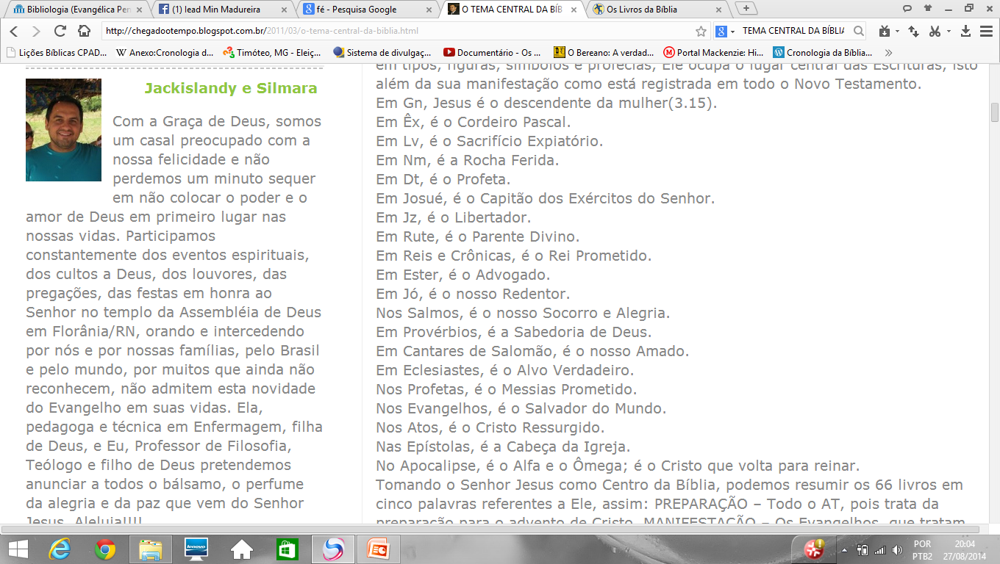 Bibliologia (Evangélica Pen
(1) lead Min Madureira
fé - Pesquisa Google
O TEMA CENTRAL DA BÍB
Os Livros da Bíblia
http://chegadootempo.blogspot.com.br/2011/03/o-tema-central-da-biblia.html
TEMA CENTRAL DA BÍBLIA
Lições Bíblicas CPAD...
Anexo:Cronologia d...
Timóteo, MG - Eleiç...
Sistema de divulgaç...
Documentário - Os ...
O Bereano: A verdad...
Portal Mackenzie: Hi...
Cronologia da Bíblia...
Jackislandy e Silmara
Com a Graça de Deus, somos
um casal preocupado com a
nossa felicidade e não
perdemos um minuto sequer
em não colocar o poder e o
amor de Deus em primeiro lugar nas
nossas vidas. Participamos
constantemente dos eventos espirituais,
dos cultos a Deus, dos louvores, das
pregações, das festas em honra ao
Senhor no templo da Assembléia de Deus
em Florânia/RN, orando e intercedendo
por nós e por nossas famílias, pelo Brasil
e pelo mundo, por muitos que ainda não
reconhecem, não admitem esta novidade
do Evangelho em suas vidas. Ela,
pedagoga e técnica em Enfermagem, filha
de Deus, e Eu, Professor de Filosofia,
Teólogo e filho de Deus pretendemos
anunciar a todos o bálsamo, o perfume
da alegria e da paz que vem do Senhor
Jesus. Aleluia!!!!
em tipos, figuras, símbolos e profecias, Ele ocupa o lugar central das Escrituras, isto
além da sua manifestação como está registrada em todo o Novo Testamento.
Em Gn, Jesus é o descendente da mulher(3.15).
Em Êx, é o Cordeiro Pascal.
Em Lv, é o Sacrifício Expiatório.
Em Nm, é a Rocha Ferida.
Em Dt, é o Profeta.
Em Josué, é o Capitão dos Exércitos do Senhor.
Em Jz, é o Libertador.
Em Rute, é o Parente Divino.
Em Reis e Crônicas, é o Rei Prometido.
Em Ester, é o Advogado.
Em Jó, é o nosso Redentor.
Nos Salmos, é o nosso Socorro e Alegria.
Em Provérbios, é a Sabedoria de Deus.
Em Cantares de Salomão, é o nosso Amado.
Em Eclesiastes, é o Alvo Verdadeiro.
Nos Profetas, é o Messias Prometido.
Nos Evangelhos, é o Salvador do Mundo.
Nos Atos, é o Cristo Ressurgido.
Nas Epístolas, é a Cabeça da Igreja.
No Apocalipse, é o Alfa e o Ômega; é o Cristo que volta para reinar.
Tomando o Senhor Jesus como Centro da Bíblia, podemos resumir os 66 livros em
cinco palavras referentes a Ele, assim: PREPARAÇÃO – Todo o AT, pois trata da
preparação para o advento de Cristo. MANIFESTAÇÃO – Os Evangelhos, que tratam
lenovo
POR
PTB2
20:04
27/08/2014